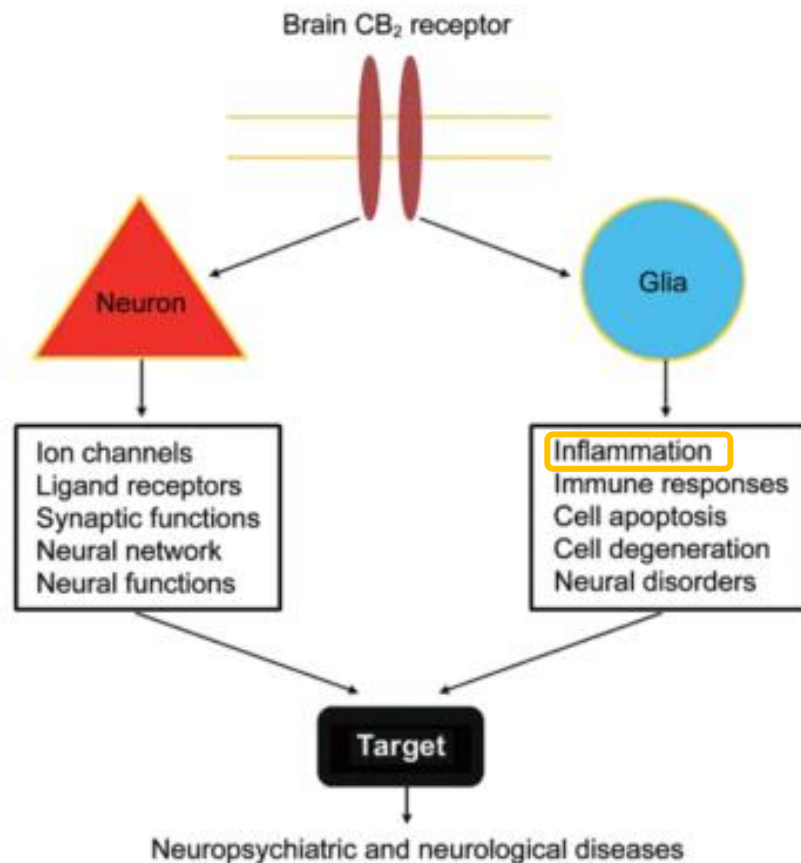 Brain CB₂ receptor
Neuron
Glia
Ion channels
Ligand receptors
Synaptic functions
Neural network
Neural functions
Inflammation
Immune responses
Cell apoptosis
Cell degeneration
Neural disorders
Target
Neuropsychiatric and neurological diseases